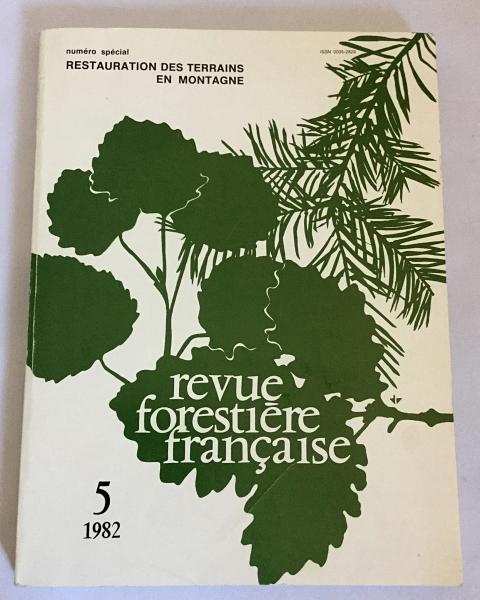 numéro spécial
RESTAURATION DES TERRAINS
EN MONTAGNE
revue
forestière
française
5
1982